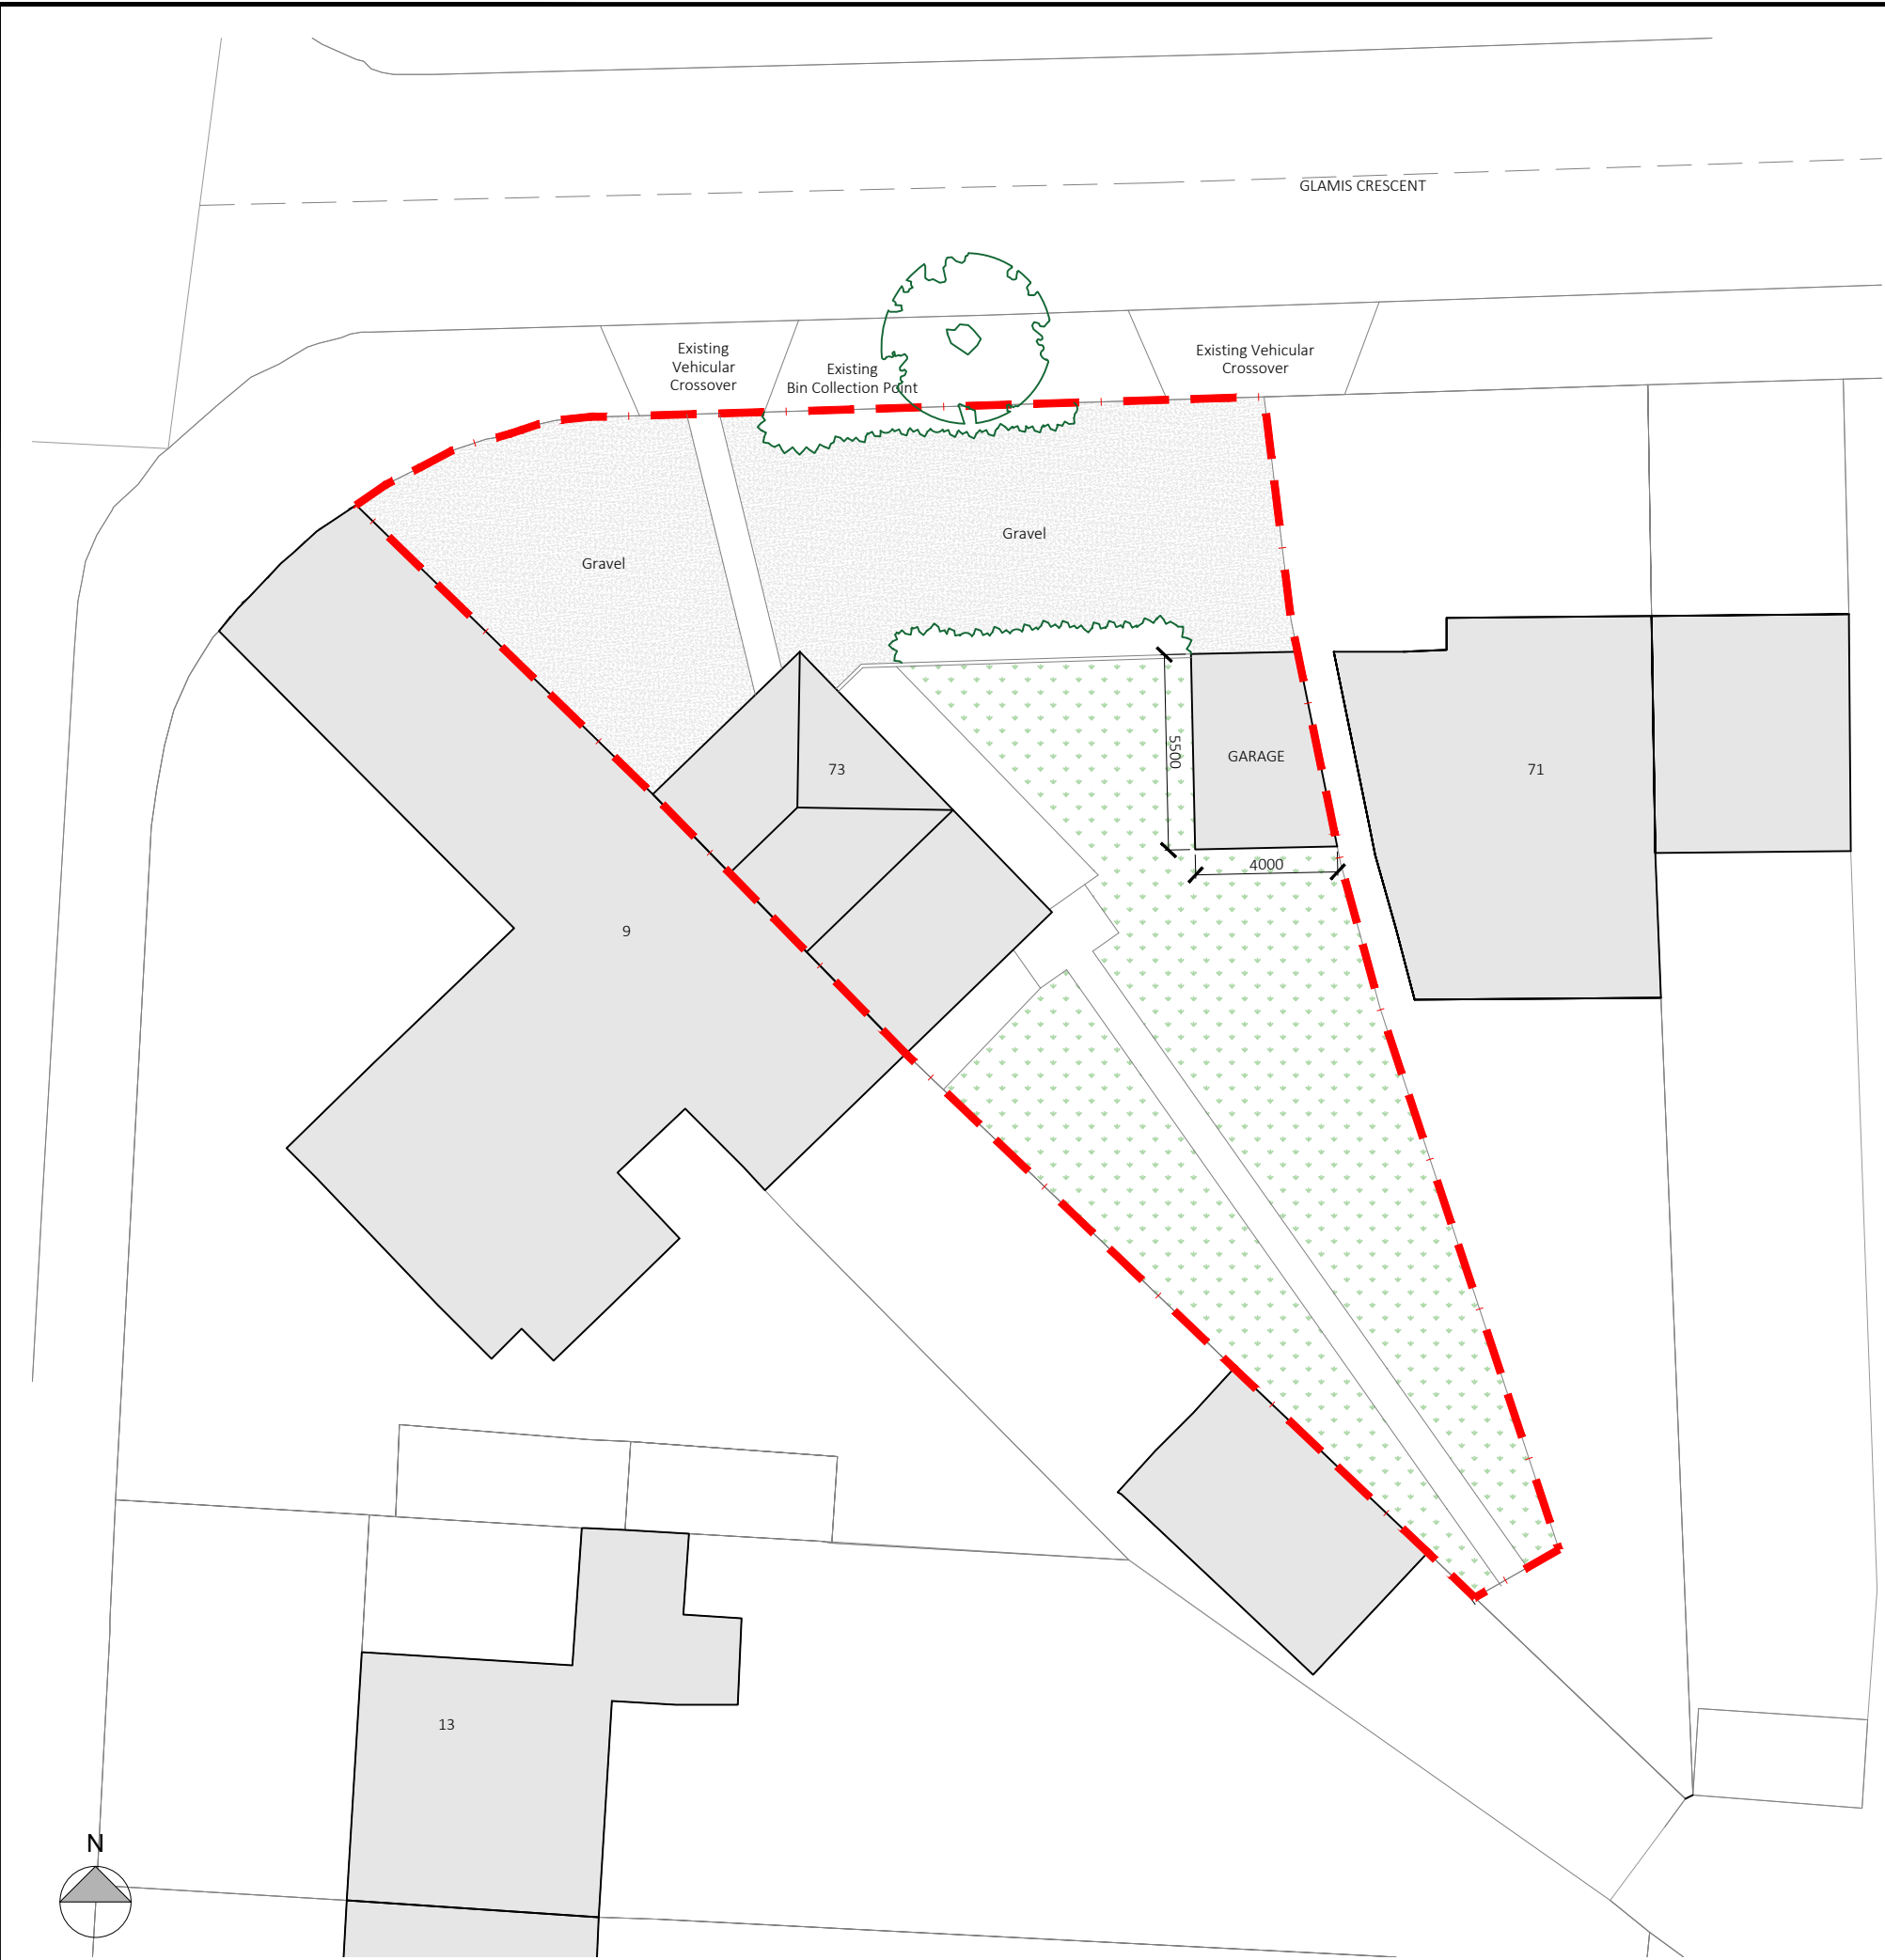 GLAMIS CRESCENT
Existing
Vehicular
Crossover
Existing
Bin Collection Point
Existing Vehicular
Crossover
Gravel
Gravel
73
5500
GARAGE
71
4000
9
13
N